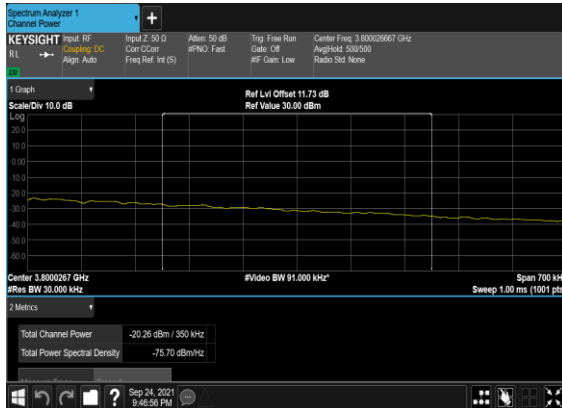 Spectrum Analyzer 1
Channel Power
+
KEYSIGHT
RL
LXI
Input: RF
Coupling: DC
Align: Auto
Input Z: 50 Ω
Corr CCorr
Freq Ref: Int (S)
Atten: 50 dB
#PNO: Fast
Trig: Free Run
Gate: Off
#IF Gain: Low
Center Freq: 3.800026667 GHz
Avg|Hold: 500/500
Radio Std: None
1 Graph
Scale/Div 10.0 dB
Ref Lvl Offset 11.73 dB
Ref Value 30.00 dBm
Log
20.0
10.0
0.00
-10.0
-20.0
-30.0
-40.0
-50.0
-60.0
Center 3.8000267 GHz
#Res BW 30.000 kHz
#Video BW 91.000 kHz*
Span 700 kH
Sweep 1.00 ms (1001 pts
2 Metrics
Total Channel Power -20.26 dBm / 350 kHz
Total Power Spectral Density -75.70 dBm/Hz
?
Sep 24, 2021
9:46:56 PM